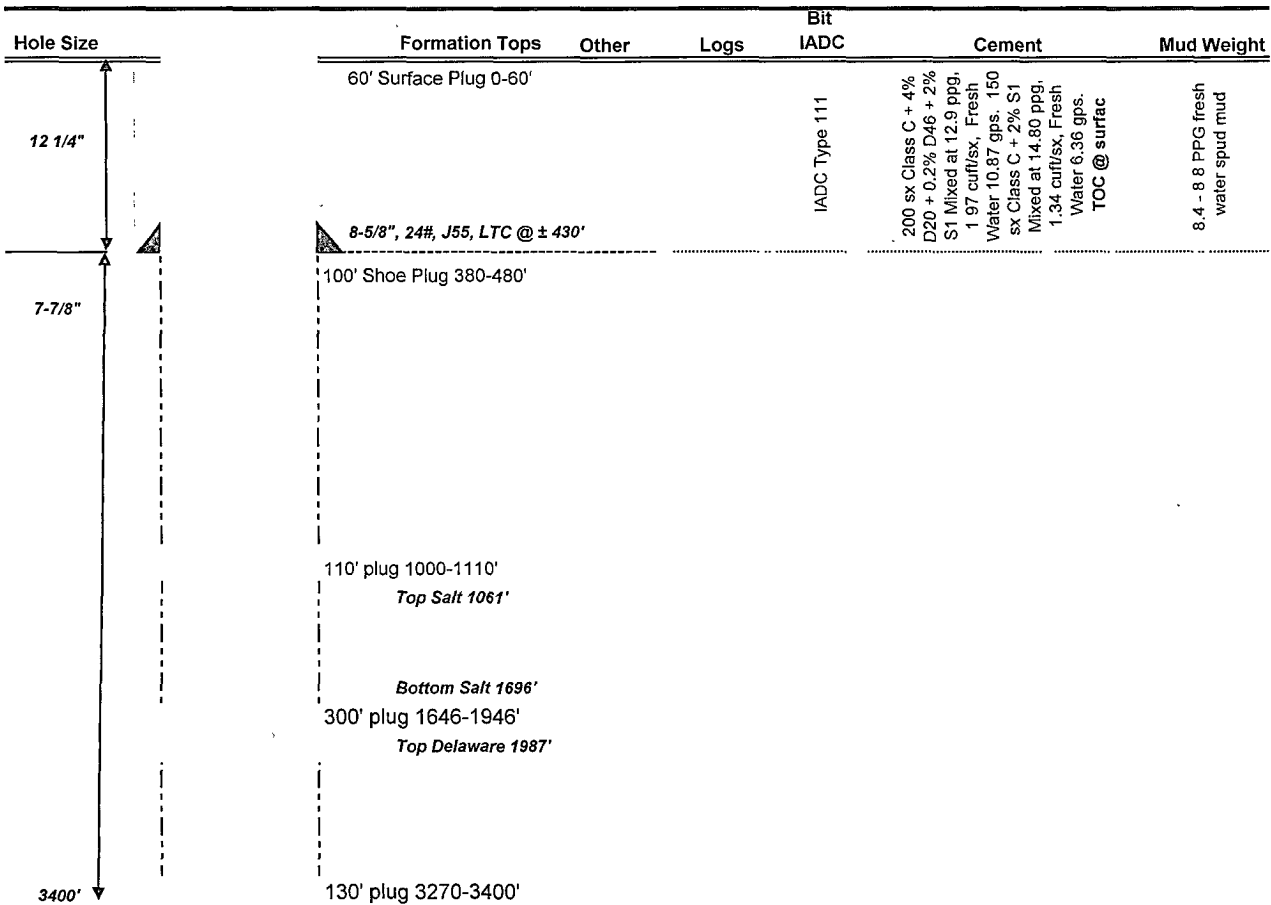 Hole Size Formation Tops Other Logs Bit IADC Cement Mud Weight
60' Surface Plug 0-60'
12 1/4"
IADC Type 111
200 sx Class C + 4%
D20 + 0.2% D46 + 2%
S1 Mixed at 12.9 ppg,
1 97 cuft/sx, Fresh
Water 10.87 gps. 150
sx Class C + 2% S1
Mixed at 14.80 ppg,
1.34 cuft/sx, Fresh
Water 6.36 gps.
TOC @ surfac
8.4 - 8 8 PPG fresh
water spud mud
8-5/8", 24#, J55, LTC @ ± 430'
100' Shoe Plug 380-480'
7-7/8"
110' plug 1000-1110'
Top Salt 1061'
Bottom Salt 1696'
300' plug 1646-1946'
Top Delaware 1987'
3400' 130' plug 3270-3400'